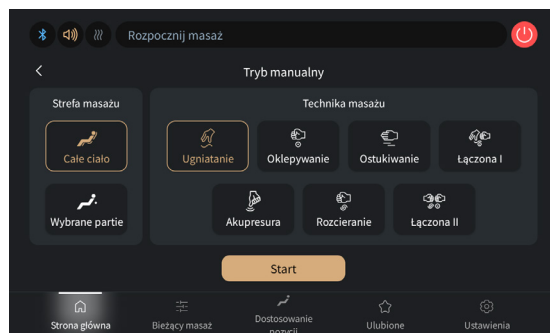 Rozpocznij masaż
Tryb manualny
Strefa masażu
Technika masażu
Całe ciało
Ugniatanie
Oklepywanie
Ostukiwanie
Łączona I
Wybrane partie
Akupresura
Rozcieranie
Łączona II
Start
Strona główna
Bieżący masaż
Dostosowanie
pozycji
Ulubione
Ustawienia